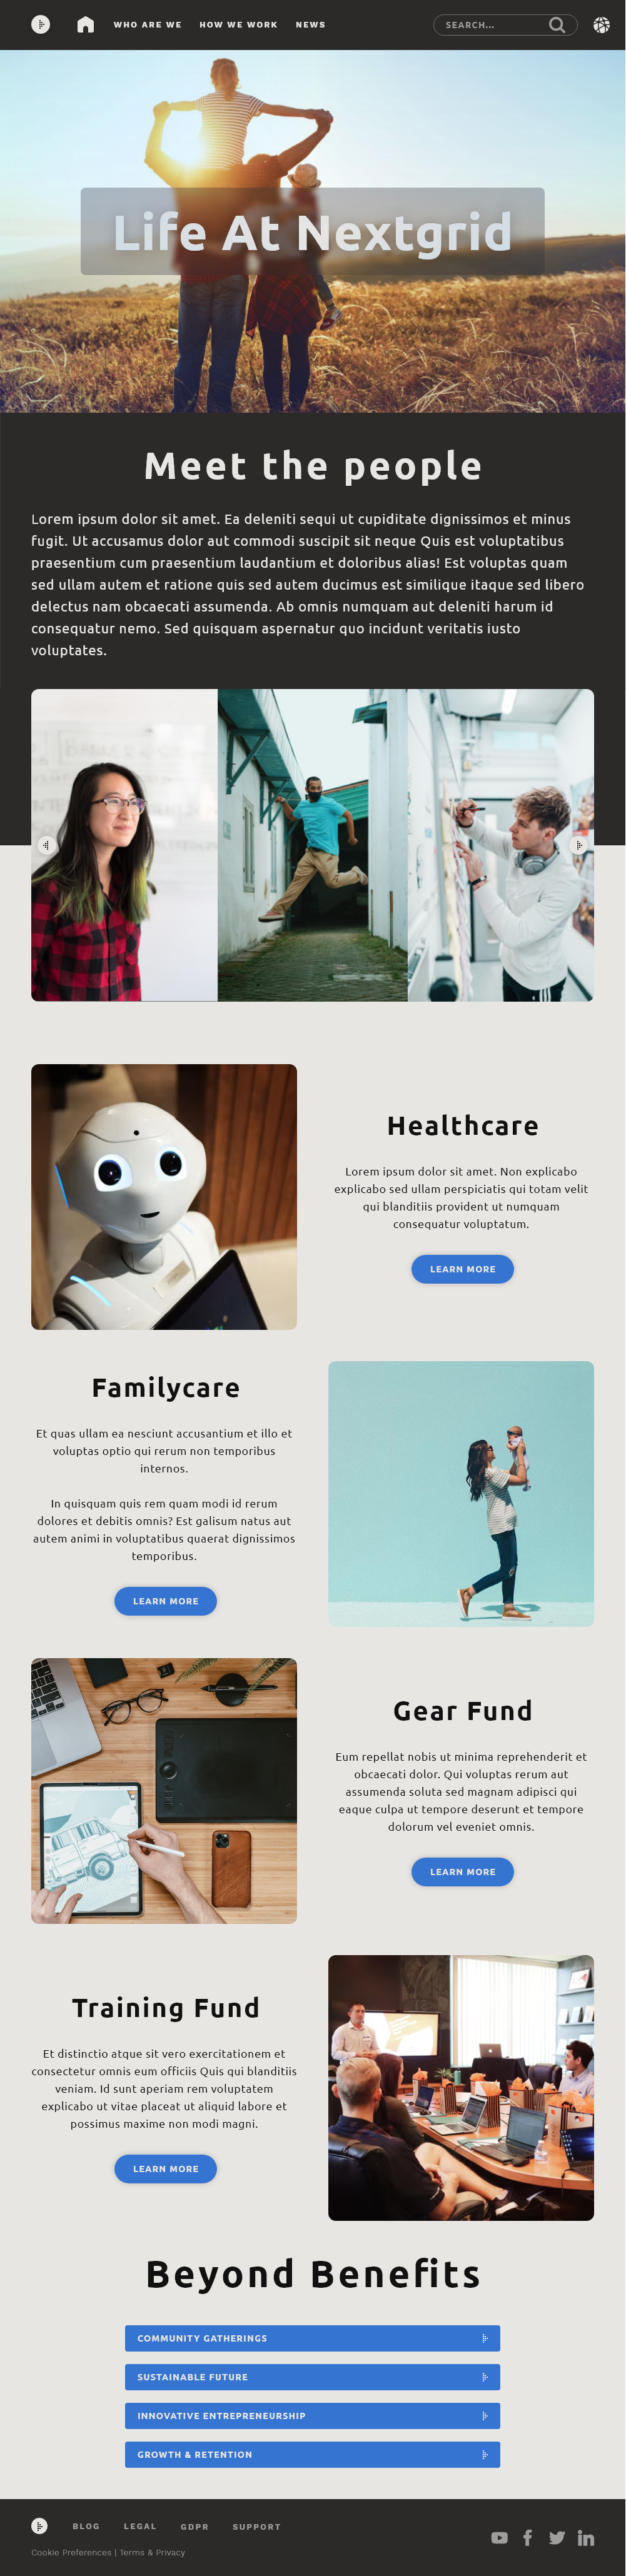 WHO ARE WE
HOW WE WORK
NEWS
SEARCH...
Life At Nextgrid
Meet the people
Lorem ipsum dolor sit amet. Ea deleniti sequi ut cupiditate dignissimos et minus
fugit. Ut accusamus dolor aut commodi suscipit sit neque Quis est voluptatibus
praesentium cum praesentium laudantium et doloribus alias! Est voluptas quam
sed ullam autem et ratione quis sed autem ducimus est similique itaque sed libero
delectus nam obcaecati assumenda. Ab omnis numquam aut deleniti harum id
consequatur nemo. Sed quisquam aspernatur quo incidunt veritatis iusto
voluptates.
Healthcare
Lorem ipsum dolor sit amet. Non explicabo
explicabo sed ullam perspiciatis qui totam velit
qui blanditiis provident ut numquam
consequatur voluptatum.
LEARN MORE
Familycare
Et quas ullam ea nesciunt accusantium et illo et
voluptas optio qui rerum non temporibus
internos.
In quisquam quis rem quam modi id rerum
dolores et debitis omnis? Est galisum natus aut
autem animi in voluptatibus quaerat dignissimos
temporibus.
LEARN MORE
Gear Fund
Eum repellat nobis ut minima reprehenderit et
obcaecati dolor. Qui voluptas rerum aut
assumenda soluta sed magnam adipisci qui
eaque culpa ut tempore deserunt et tempore
dolorum vel eveniet omnis.
LEARN MORE
Training Fund
Et distinctio atque sit vero exercitationem et
consectetur omnis eum officiis Quis qui blanditiis
veniam. Id sunt aperiam rem voluptatem
explicabo ut vitae placeat ut aliquid labore et
possimus maxime non modi magni.
LEARN MORE
Beyond Benefits
COMMUNITY GATHERINGS
SUSTAINABLE FUTURE
INNOVATIVE ENTREPRENEURSHIP
GROWTH & RETENTION
BLOG
LEGAL
GDPR
SUPPORT
Cookie Preferences | Terms & Privacy